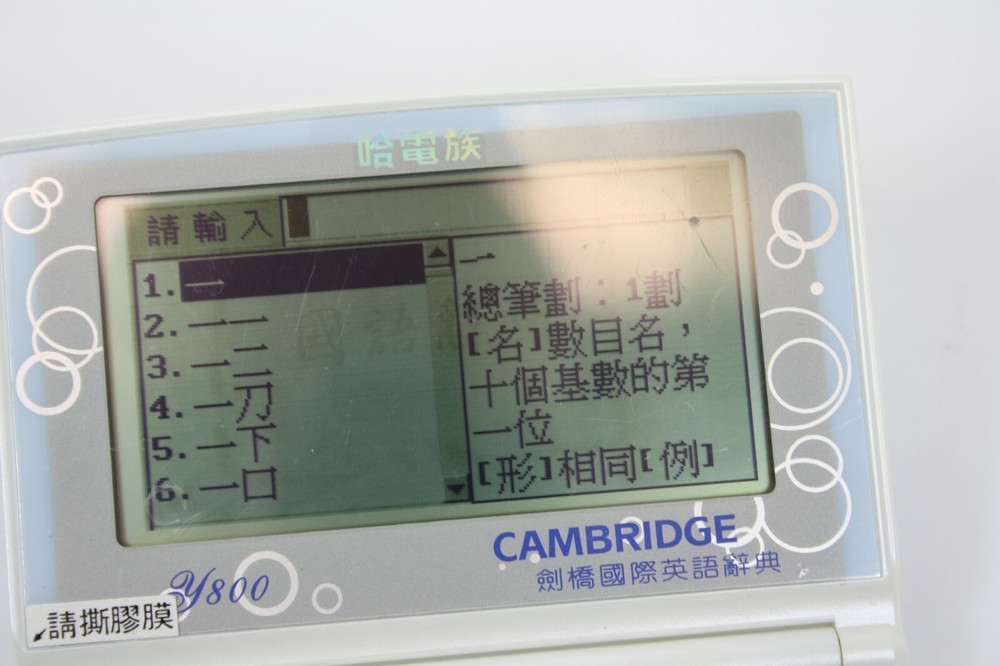 哈電族
請輸入
1.一
2.一一
3.一二
4.一刀
5.一下
6.一口
一
總筆劃：1劃
[名]數目名，
十個基數的第
一位
[形]相同[例]
CAMBRIDGE
劍橋國際英語辭典
Y800
請撕膠膜